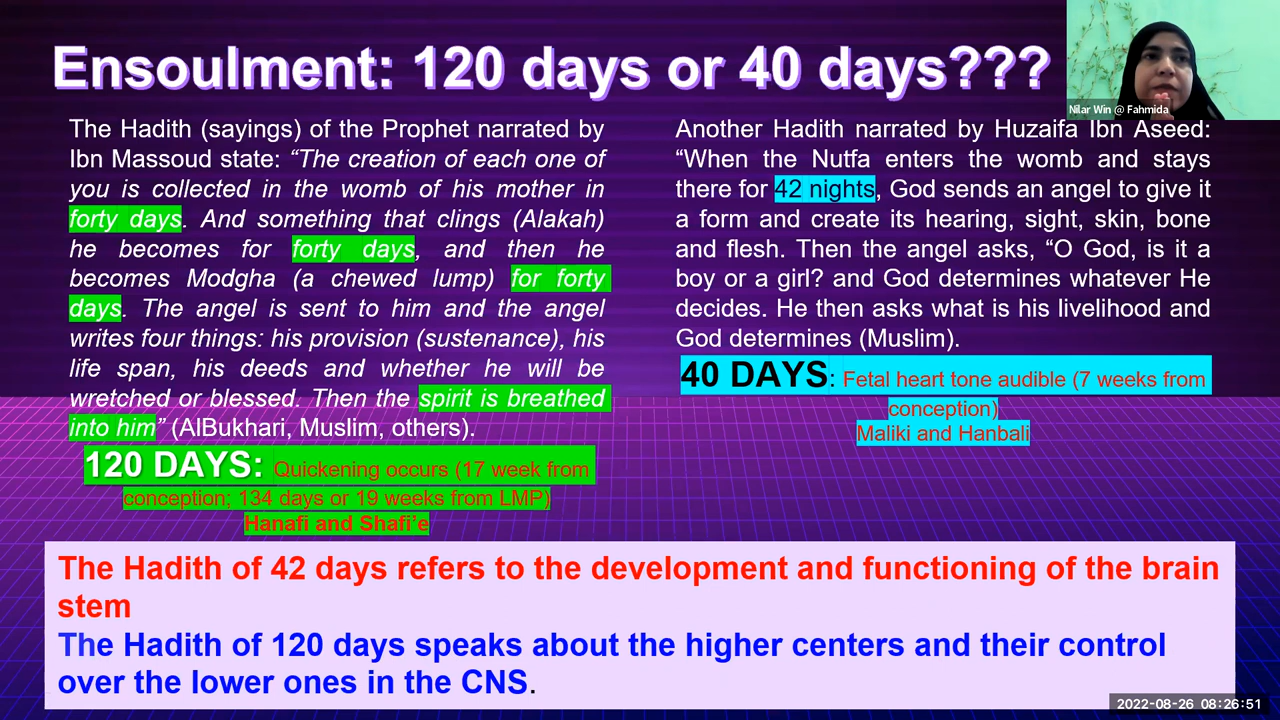 Ensoulment: 120 days or 40 days???
Nilar Win @ Fahmida
The Hadith (sayings) of the Prophet narrated by
Ibn Massoud state: “The creation of each one of
you is collected in the womb of his mother in
forty days. And something that clings (Alakah)
he becomes for forty days, and then he
becomes Modgha (a chewed lump) for forty
days. The angel is sent to him and the angel
writes four things: his provision (sustenance), his
life span, his deeds and whether he will be
wretched or blessed. Then the spirit is breathed
into him” (AlBukhari, Muslim, others).
120 DAYS: Quickening occurs (17 week from
conception; 134 days or 19 weeks from LMP)
Hanafi and Shafi’e
Another Hadith narrated by Huzaifa Ibn Aseed:
“When the Nutfa enters the womb and stays
there for 42 nights, God sends an angel to give it
a form and create its hearing, sight, skin, bone
and flesh. Then the angel asks, “O God, is it a
boy or a girl? and God determines whatever He
decides. He then asks what is his livelihood and
God determines (Muslim).
40 DAYS: Fetal heart tone audible (7 weeks from
conception)
Maliki and Hanbali
The Hadith of 42 days refers to the development and functioning of the brain
stem
The Hadith of 120 days speaks about the higher centers and their control
over the lower ones in the CNS.
2022-08-26 08:26:51